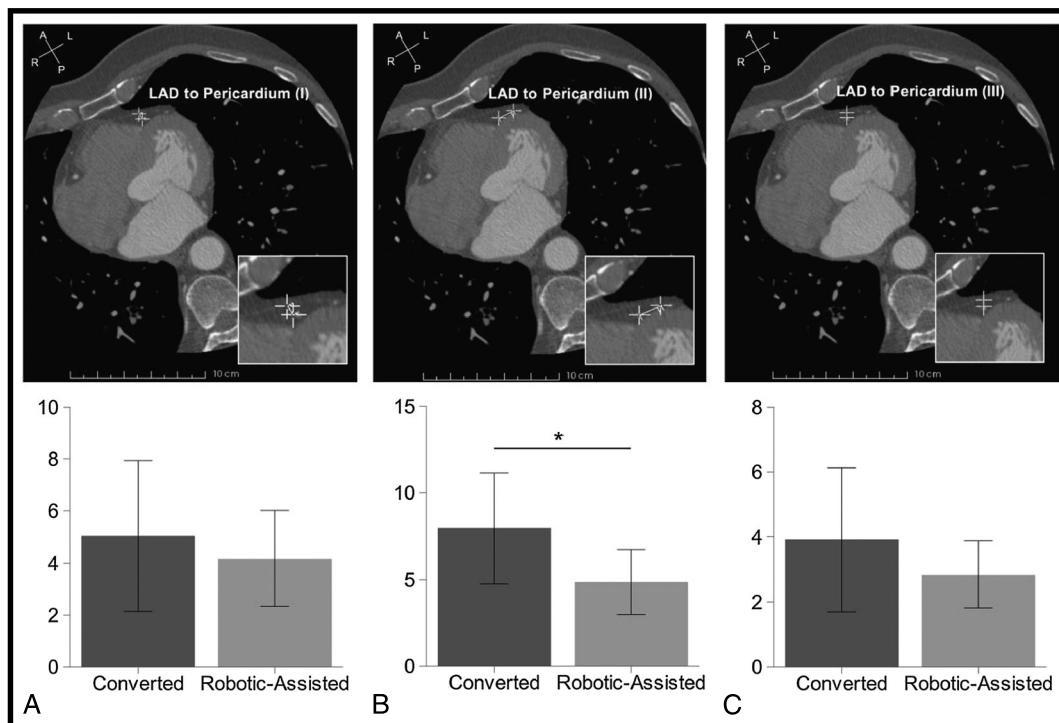 A L
R P
LAD to Pericardium (I)
10 cm
A L
R P
LAD to Pericardium (II)
10 cm
A L
R P
LAD to Pericardium (III)
10 cm
10
8
6
4
2
0
Converted Robotic-Assisted
A
15
10
5
0
*
Converted Robotic-Assisted
B
8
6
4
2
0
Converted Robotic-Assisted
C